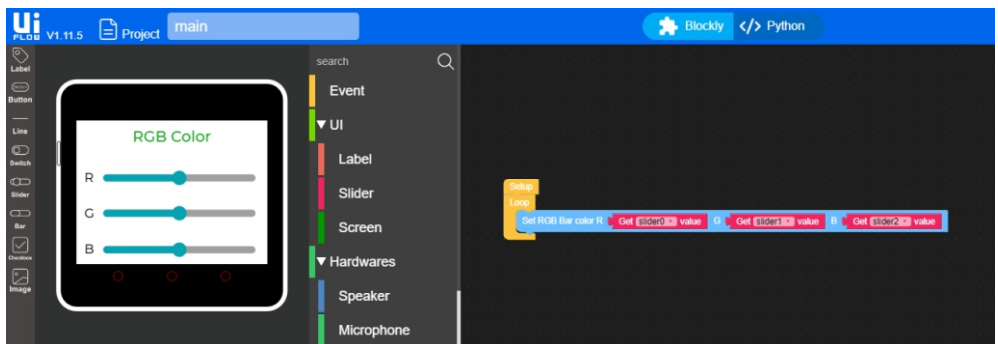 Ui
FLOW V1.11.5
Project
main
Blockly
</> Python
Label
Button
Line
Switch
Slider
Bar
Checkbox
Image
RGB Color
R
G
B
search
Event
▼ UI
Label
Slider
Screen
▼ Hardwares
Speaker
Microphone
Setup
Loop
Set RGB Bar color R Get slider0 value G Get slider1 value B Get slider2 value